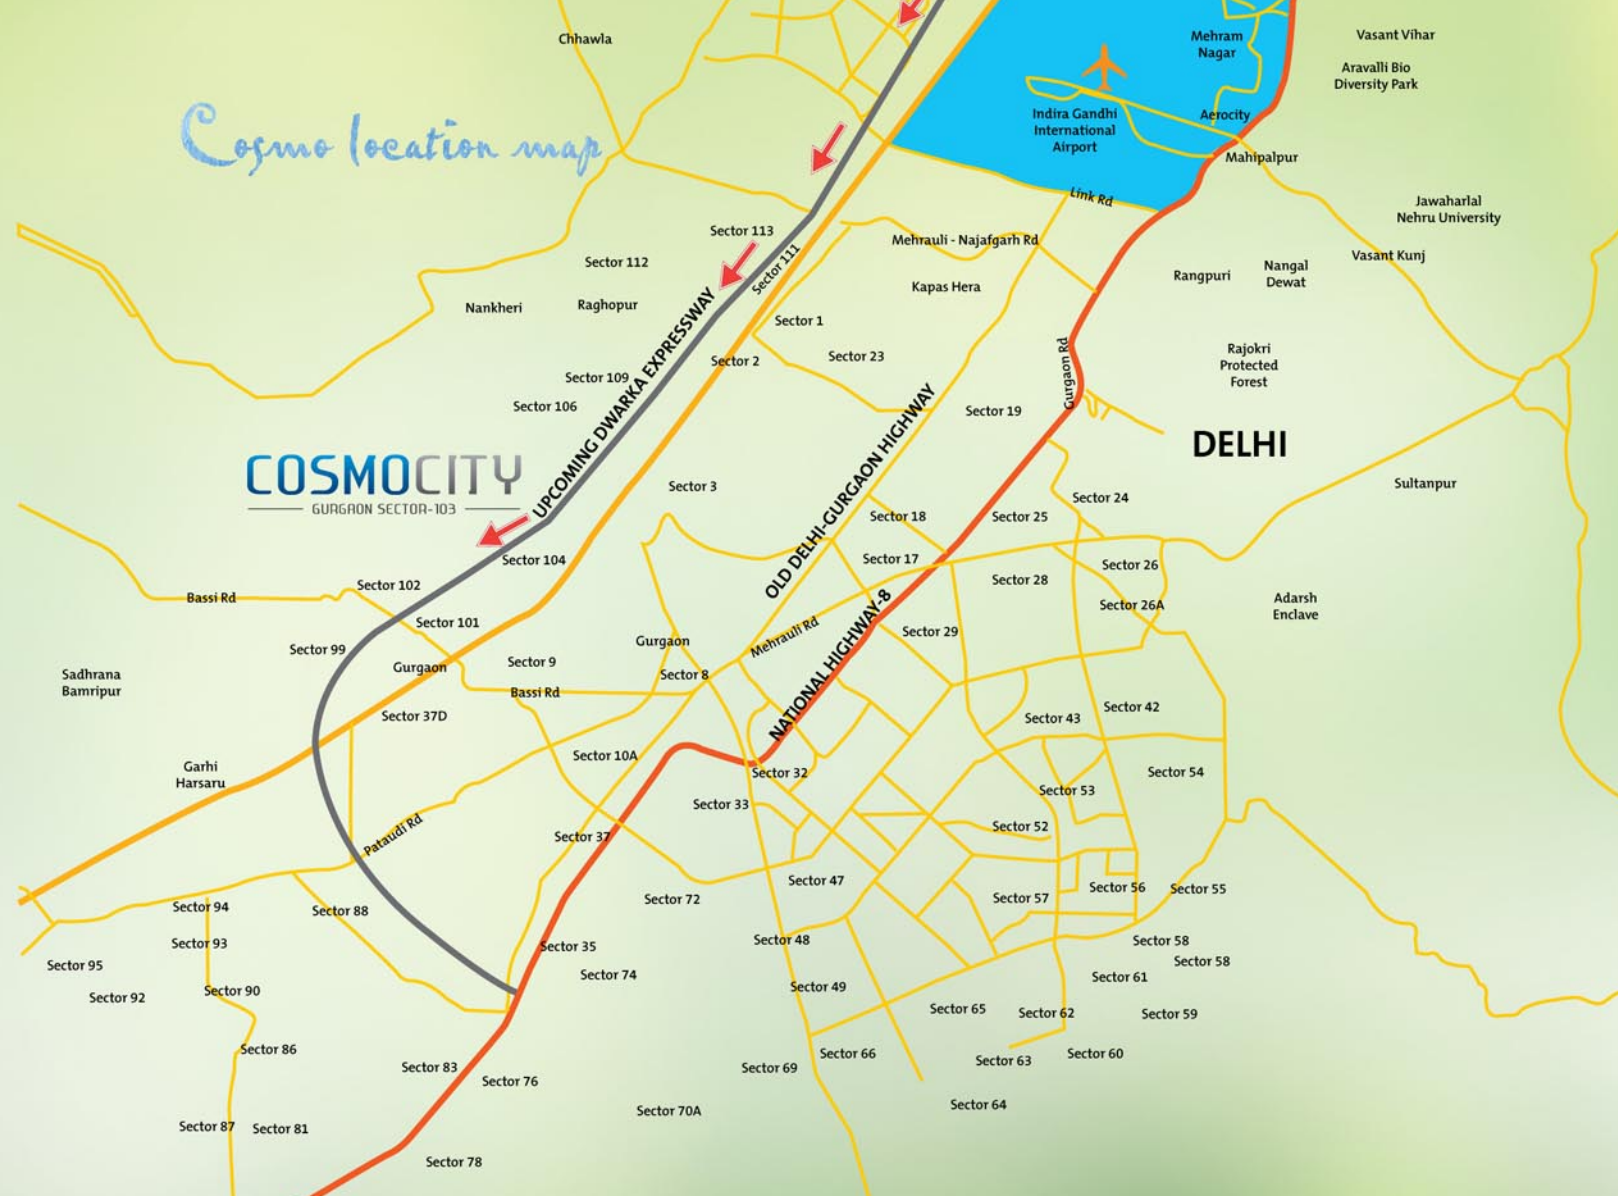 Chhawla
Mehram
Nagar
Vasant Vihar
Aravalli Bio
Diversity Park
Cosmo location map
Indira Gandhi
International
Airport
Aerocity
Mahipalpur
Link Rd
Jawaharlal
Nehru University
Sector 113
Mehrauli - Najafgarh Rd
Vasant Kunj
Sector 112
Sector 111
Rangpuri
Nangal
Dewat
Kapas Hera
Nankheri
Raghopur
Sector 1
Sector 2
Sector 23
Gurgaon Rd
Rajokri
Protected
Forest
Sector 109
Sector 106
UPCOMING DWARKA EXPRESSWAY
Sector 19
DELHI
COSMOCITY
GURGAON SECTOR-103
OLD DELHI-GURGAON HIGHWAY
Sector 3
Sultanpur
Sector 24
Sector 18
Sector 25
Sector 104
Sector 17
Sector 26
Sector 102
Sector 28
Bassi Rd
Sector 26A
Adarsh
Enclave
Sector 101
Mehrauli Rd
NATIONAL HIGHWAY-8
Sector 29
Sector 99
Gurgaon
Gurgaon
Sector 9
Sector 8
Sadhrana
Bamripur
Bassi Rd
Sector 37D
Sector 43
Sector 42
Sector 10A
Garhi
Harsaru
Sector 32
Sector 54
Sector 53
Sector 33
Pataudi Rd
Sector 37
Sector 52
Sector 47
Sector 56
Sector 55
Sector 72
Sector 57
Sector 94
Sector 88
Sector 93
Sector 35
Sector 48
Sector 58
Sector 58
Sector 95
Sector 74
Sector 61
Sector 92
Sector 90
Sector 49
Sector 65
Sector 62
Sector 59
Sector 86
Sector 66
Sector 63
Sector 60
Sector 83
Sector 76
Sector 69
Sector 70A
Sector 64
Sector 87
Sector 81
Sector 78